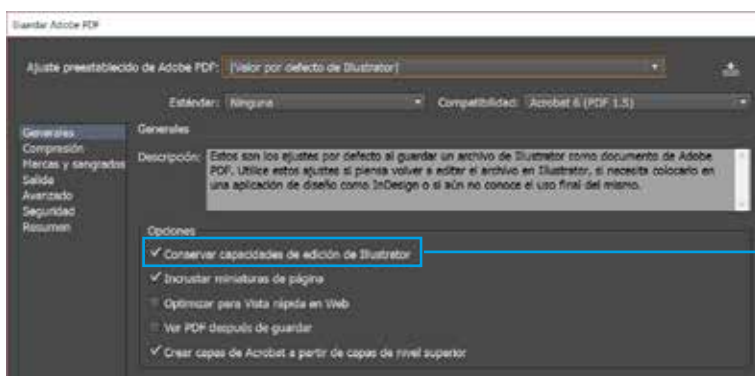 Guardar Adobe PDF
Ajuste preestablecido de Adobe PDF: [Valor por defecto de Illustrator]
Estándar: Ninguna Compatibilidad: Acrobat 6 (PDF 1.5)
Generales
Compresión
Marcas y sangrados
Salida
Avanzado
Seguridad
Resumen
Generales
Descripción: Estos son los ajustes por defecto al guardar un archivo de Illustrator como documento de Adobe
PDF. Utilice estos ajustes si piensa volver a editar el archivo en Illustrator, si necesita colocarlo en
una aplicación de diseño como InDesign o si aún no conoce el uso final del mismo.
Opciones
Conservar capacidades de edición de Illustrator
Incrustar miniaturas de página
Optimizar para Vista rápida en Web
Ver PDF después de guardar
Crear capas de Acrobat a partir de capas de nivel superior